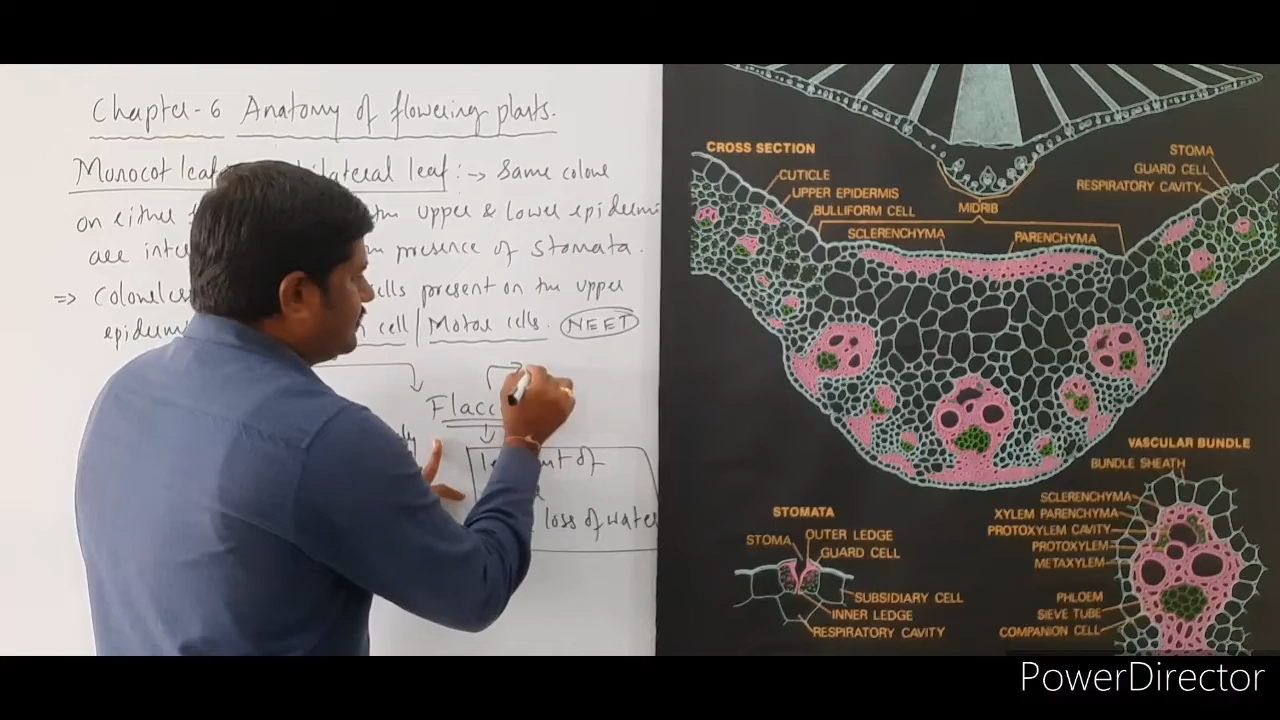 Chapter-6 Anatomy of flowering plants.
Monocot leaf lateral leaf :→ Same colour
on either upper & lower epidermi
are inte presence of stomata.
⇒ Colourless cells present on the upper
epidermi cell / Motor cells. NEET
Flacc
of
loss of water
CROSS SECTION
CUTICLE
UPPER EPIDERMIS
BULLIFORM CELL
SCLERENCHYMA
MIDRIB
PARENCHYMA
STOMA
GUARD CELL
RESPIRATORY CAVITY
STOMATA
STOMA
OUTER LEDGE
GUARD CELL
SUBSIDIARY CELL
INNER LEDGE
RESPIRATORY CAVITY
VASCULAR BUNDLE
BUNDLE SHEATH
SCLERENCHYMA
XYLEM PARENCHYMA
PROTOXYLEM CAVITY
PROTOXYLEM
METAXYLEM
PHLOEM
SIEVE TUBE
COMPANION CELL
PowerDirector